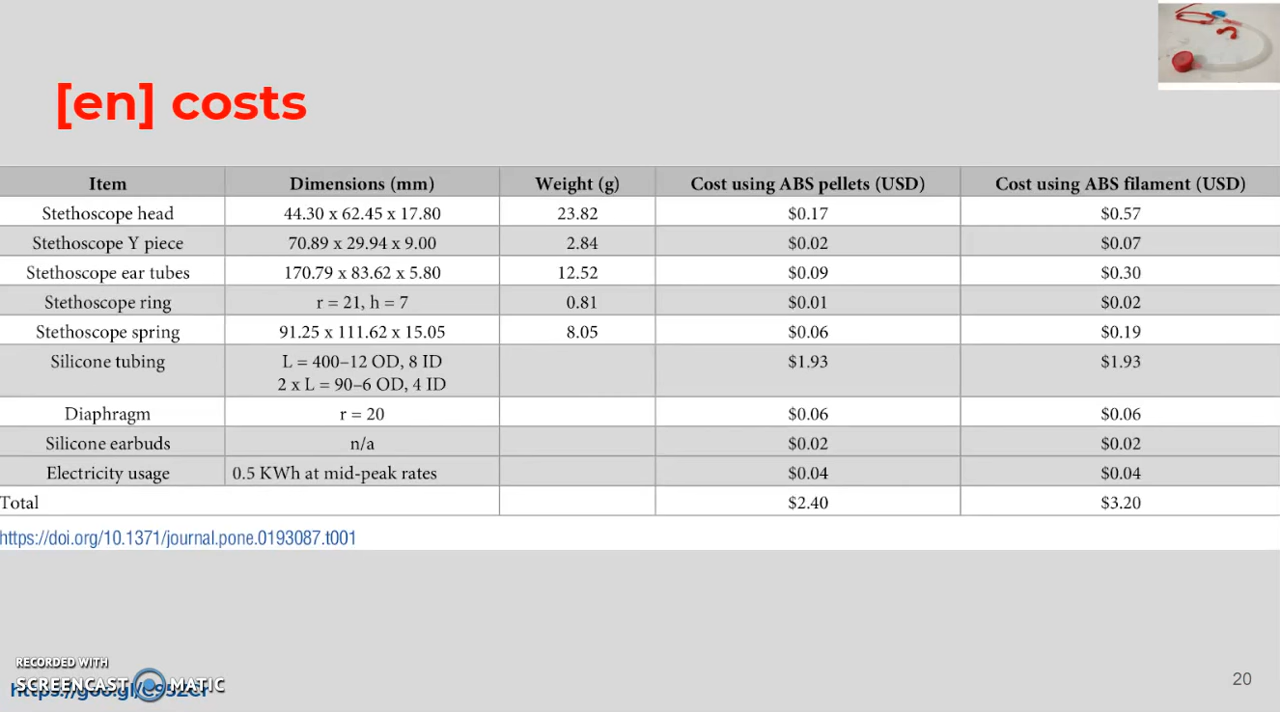 [en] costs
Item Dimensions (mm) Weight (g) Cost using ABS pellets (USD) Cost using ABS filament (USD)
Stethoscope head 44.30 x 62.45 x 17.80 23.82 $0.17 $0.57
Stethoscope Y piece 70.89 x 29.94 x 9.00 2.84 $0.02 $0.07
Stethoscope ear tubes 170.79 x 83.62 x 5.80 12.52 $0.09 $0.30
Stethoscope ring r = 21, h = 7 0.81 $0.01 $0.02
Stethoscope spring 91.25 x 111.62 x 15.05 8.05 $0.06 $0.19
Silicone tubing L = 400–12 OD, 8 ID $1.93 $1.93
2 x L = 90–6 OD, 4 ID
Diaphragm r = 20 $0.06 $0.06
Silicone earbuds n/a $0.02 $0.02
Electricity usage 0.5 KWh at mid-peak rates $0.04 $0.04
Total $2.40 $3.20
https://doi.org/10.1371/journal.pone.0193087.t001
RECORDED WITH
SCREENCAST MATIC
20